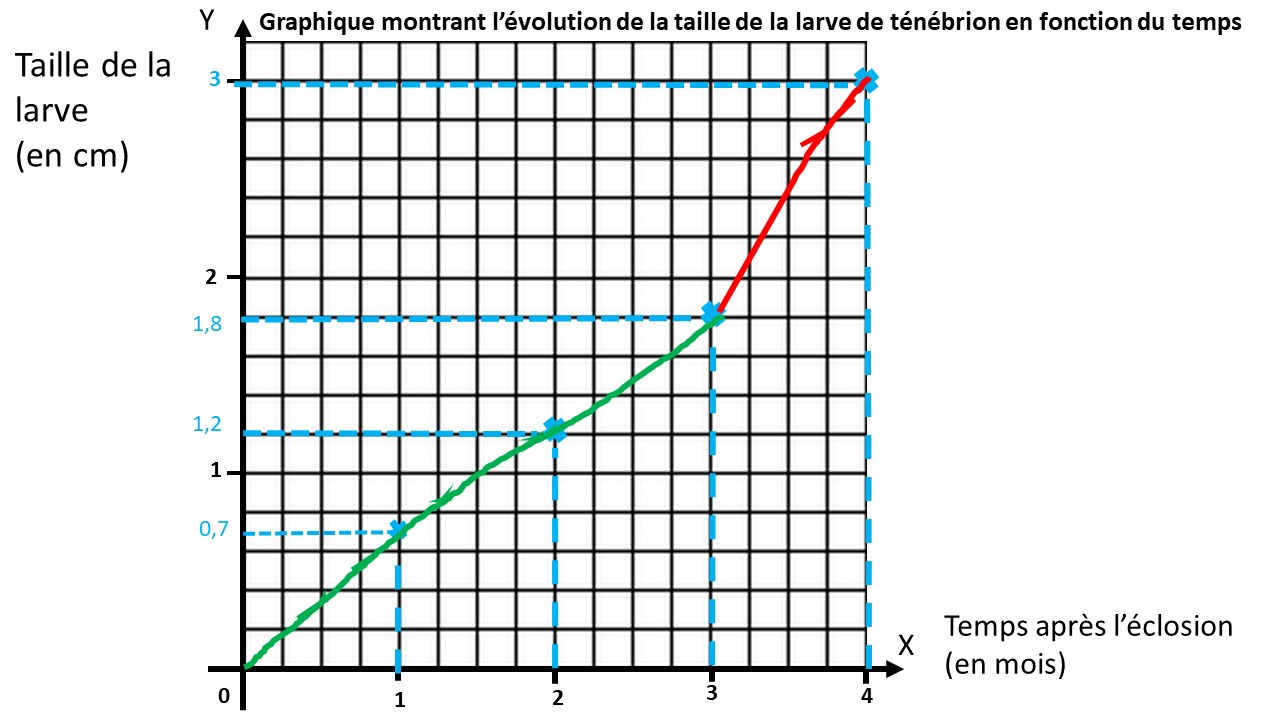 Y
Graphique montrant l’évolution de la taille de la larve de ténébrion en fonction du temps
Taille de la
larve
(en cm)
3
2
1,8
1,2
1
0,7
0
1
2
3
4
X
Temps après l’éclosion
(en mois)